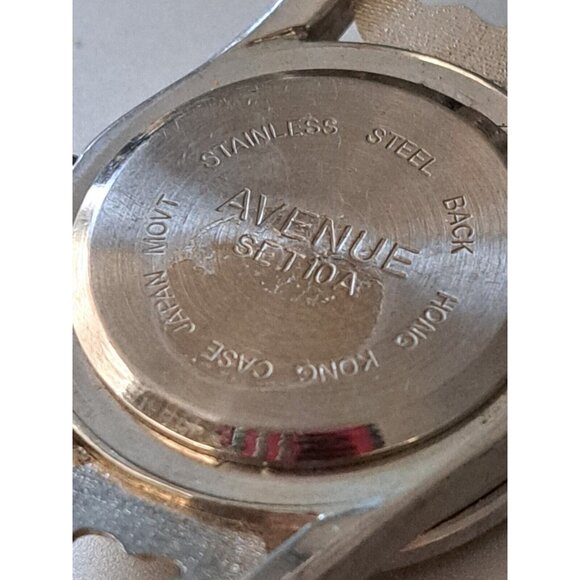 STAINLESS STEEL BACK HONG KONG CASE JAPAN MOVT
AVENUE
SET10A